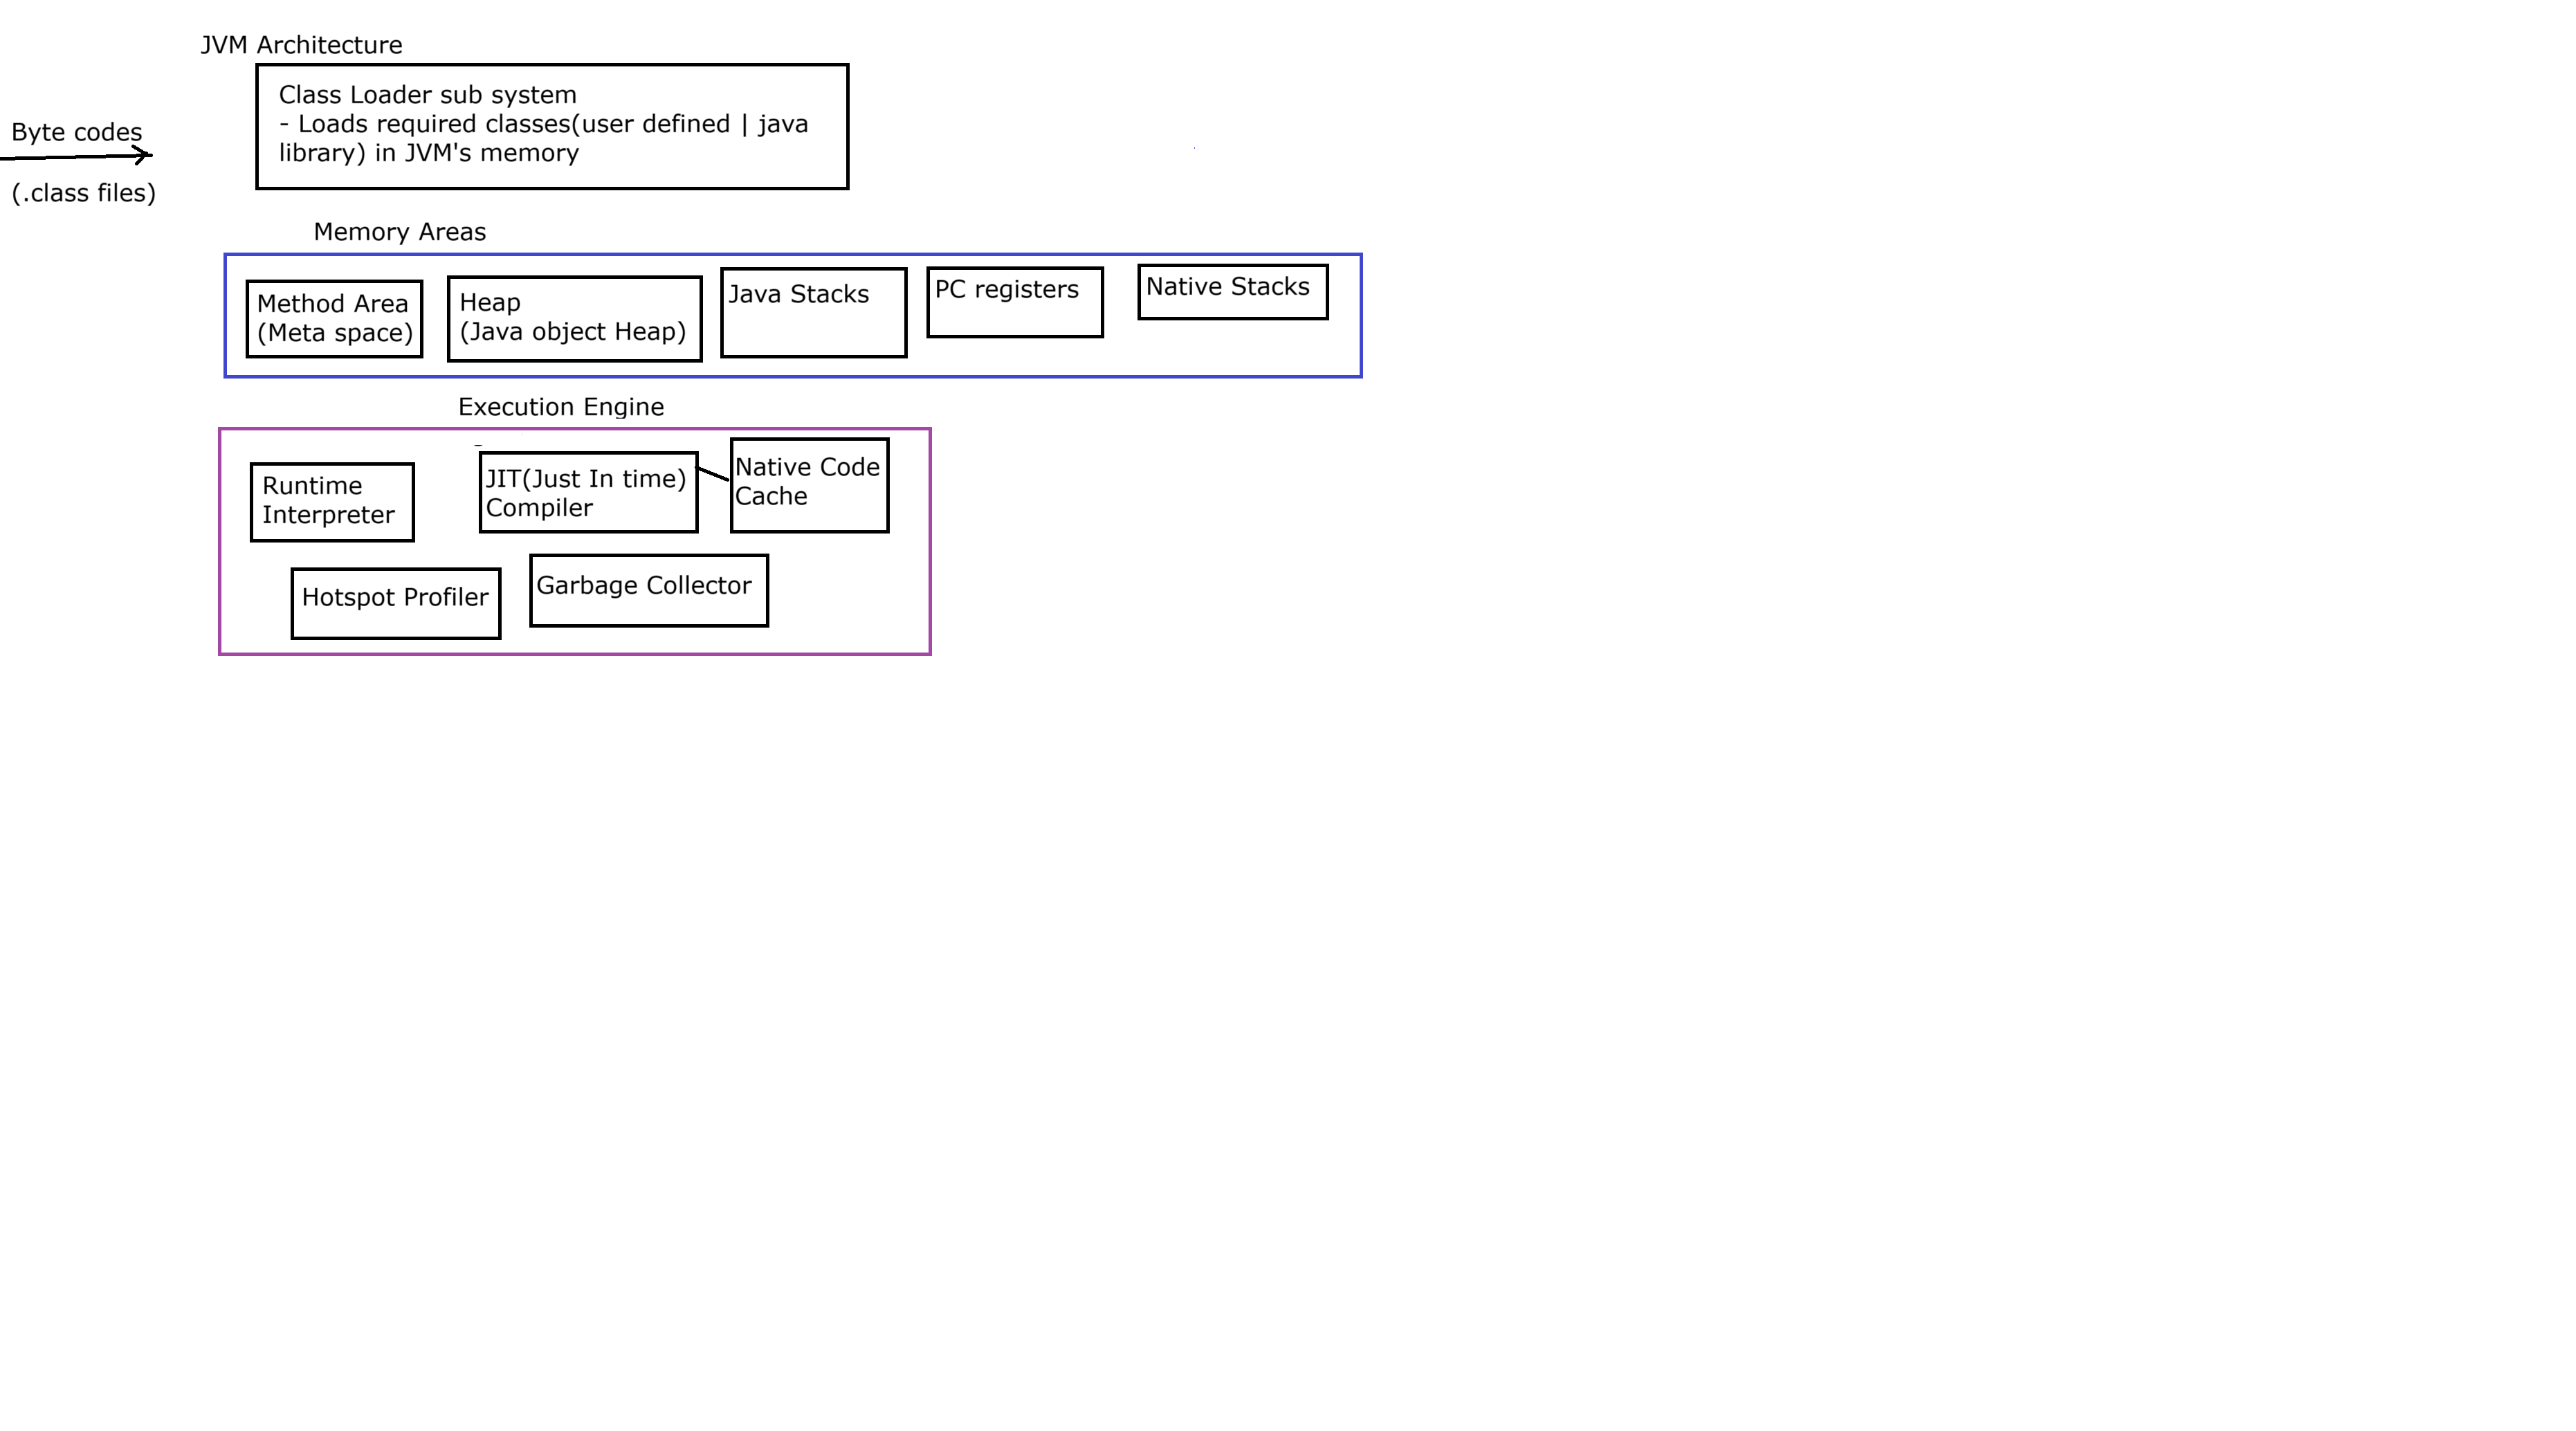 JVM Architecture
Class Loader sub system
- Loads required classes(user defined | java
library) in JVM's memory
Byte codes
(.class files)
Memory Areas
Method Area
(Meta space)
Heap
(Java object Heap)
Java Stacks
PC registers
Native Stacks
Execution Engine
Runtime
Interpreter
JIT(Just In time)
Compiler
Native Code
Cache
Hotspot Profiler
Garbage Collector